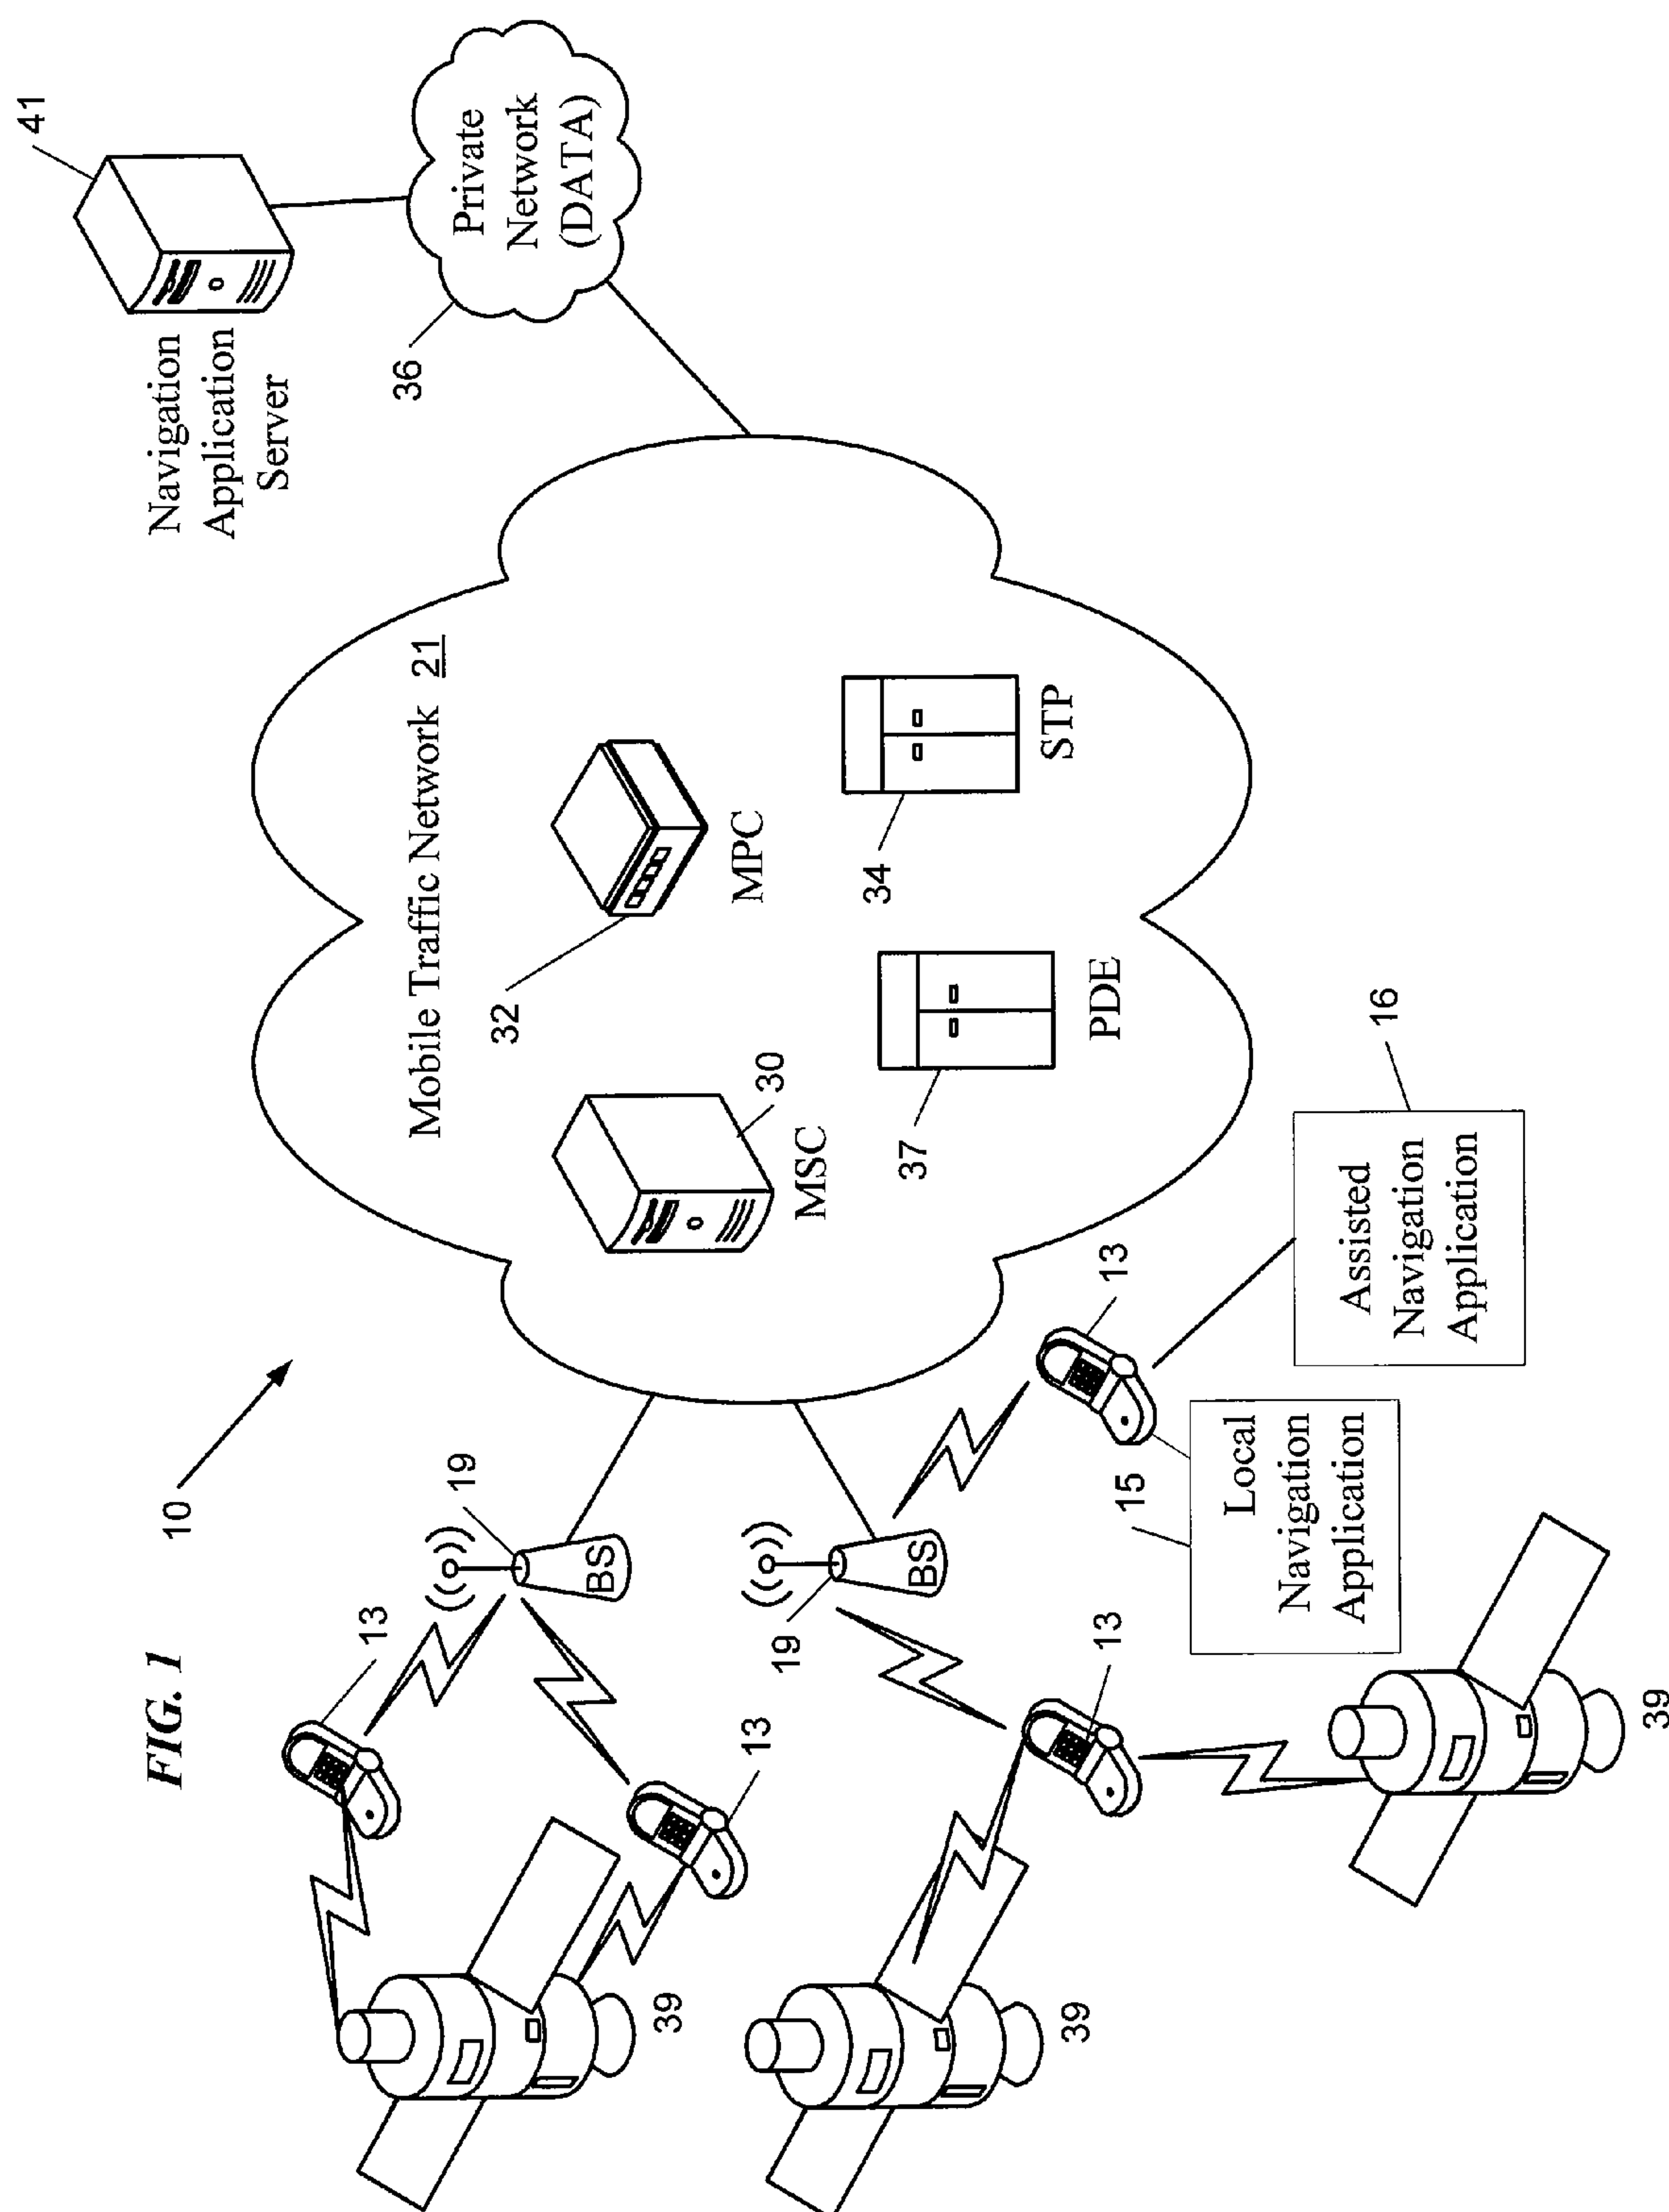 FIG. 1
10
41
Navigation
Application
Server
36
Private
Network
(DATA)
Mobile Traffic Network 21
13
19
BS
13
39
30
MSC
32
MPC
37
PDE
34
STP
19
BS
13
13
39
39
15
Local
Navigation
Application
16
Assisted
Navigation
Application